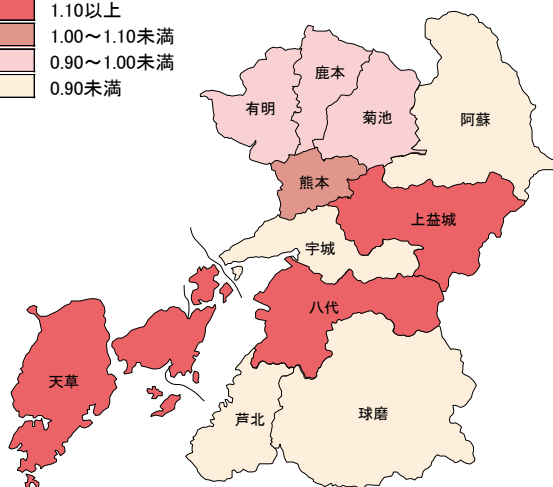 1.10以上
1.00～1.10未満
0.90～1.00未満
0.90未満
鹿本
有明
菊池
阿蘇
熊本
上益城
宇城
八代
天草
芦北
球磨